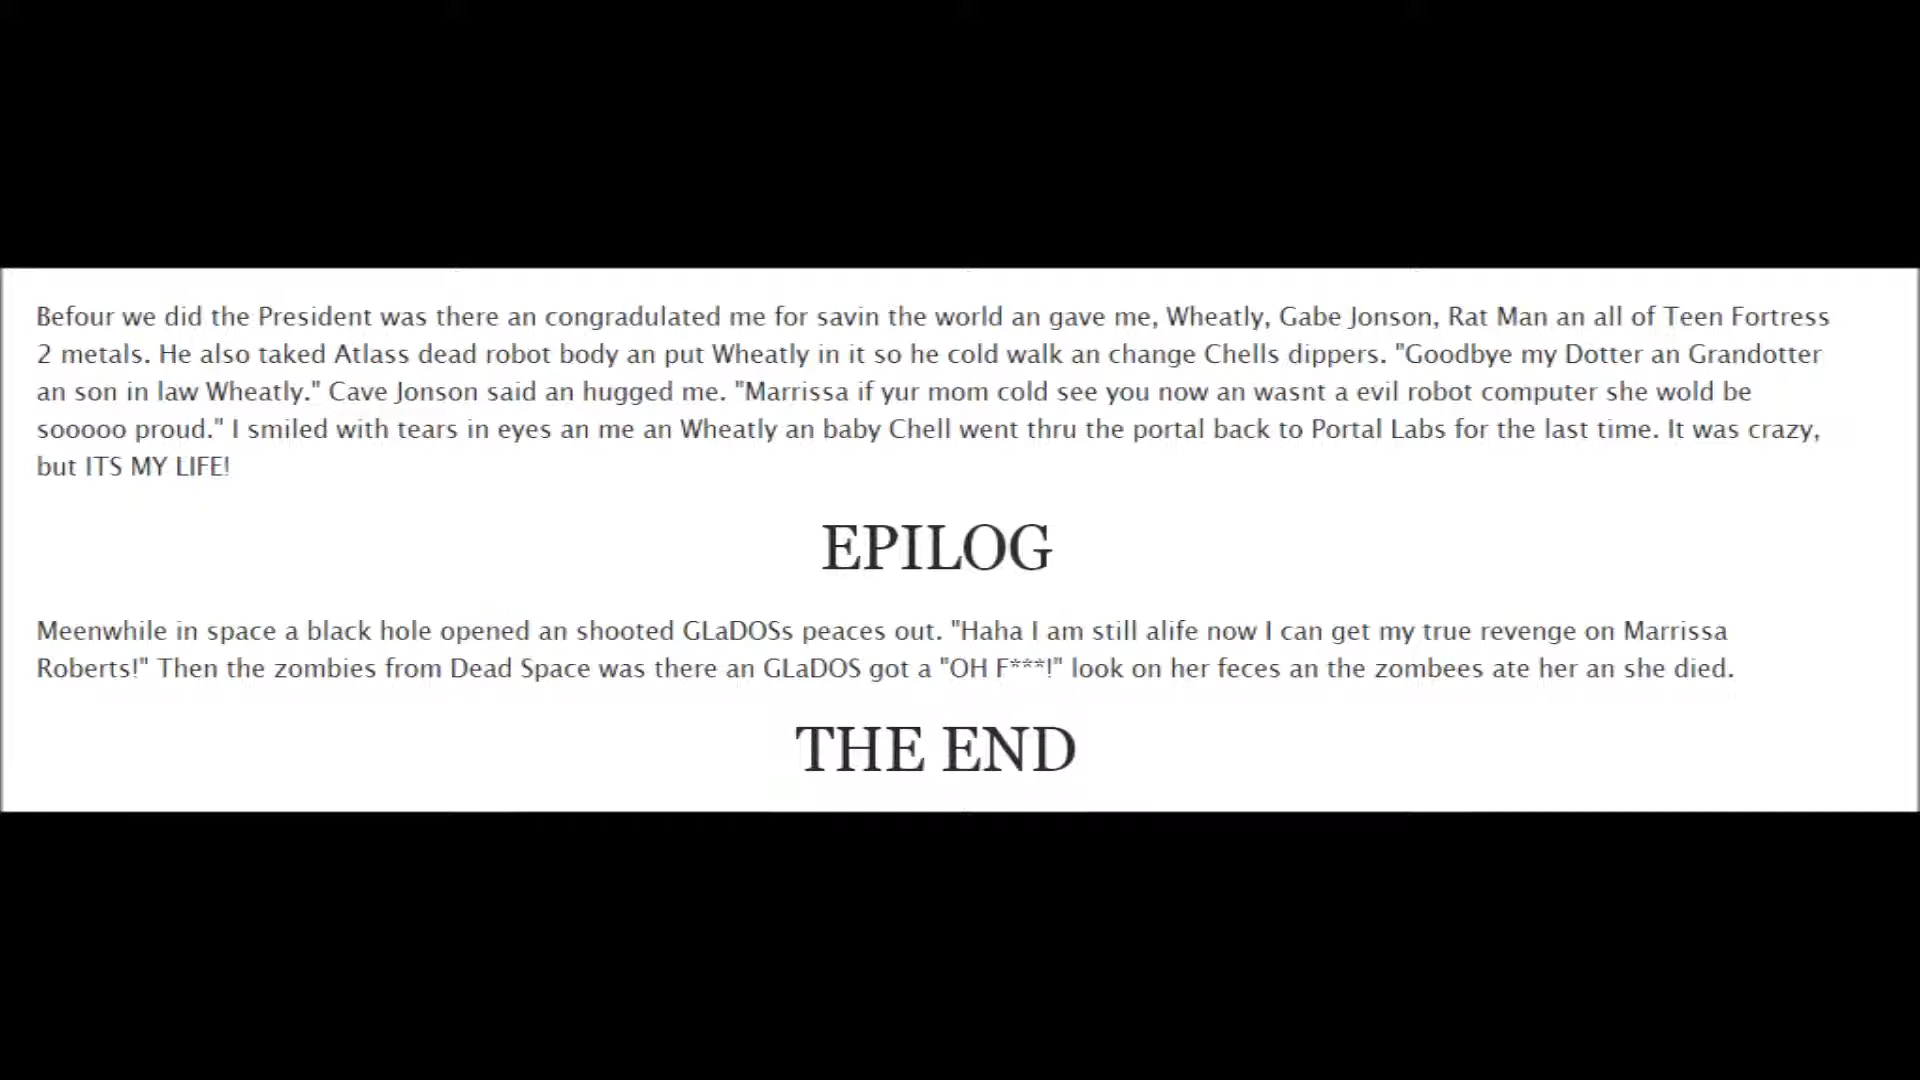 Befour we did the President was there an congradulated me for savin the world an gave me, Wheatly, Gabe Jonson, Rat Man an all of Teen Fortress
2 metals. He also taked Atlass dead robot body an put Wheatly in it so he cold walk an change Chells dippers. "Goodbye my Dotter an Grandotter
an son in law Wheatly." Cave Jonson said an hugged me. "Marrissa if yur mom cold see you now an wasnt a evil robot computer she wold be
sooooo proud." I smiled with tears in eyes an me an Wheatly an baby Chell went thru the portal back to Portal Labs for the last time. It was crazy,
but ITS MY LIFE!
EPILOG
Meenwhile in space a black hole opened an shooted GLaDOSs peaces out. "Haha I am still alife now I can get my true revenge on Marrissa
Roberts!" Then the zombies from Dead Space was there an GLaDOS got a "OH F***!" look on her feces an the zombees ate her an she died.
THE END